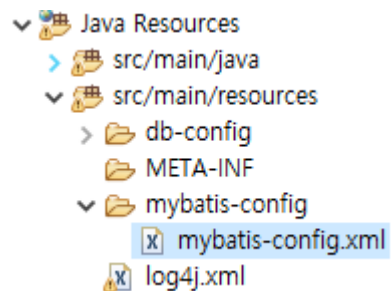 Java Resources
src/main/java
src/main/resources
db-config
META-INF
mybatis-config
mybatis-config.xml
log4j.xml